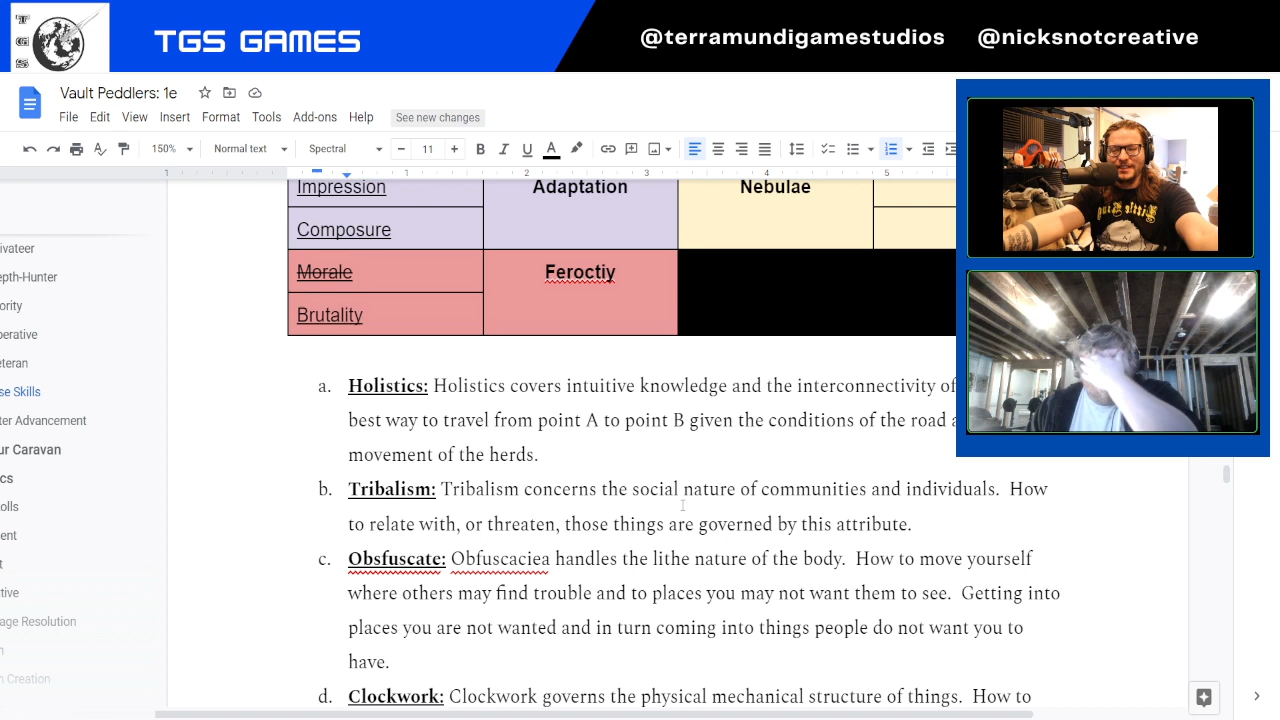 T
G
S
TGS GAMES
@terramundigamestudios @nicksnotcreative
Vault Peddlers: 1e
File Edit View Insert Format Tools Add-ons Help See new changes
150% Normal text Spectral 11 B I U A
1 1 2 3 4 5
Impression
Adaptation
Nebulae
Composure
Morale
Feroctiy
Brutality
ivateer
epth-Hunter
ority
perative
eteran
se Skills
ter Advancement
ur Caravan
cs
olls
ent
t
tive
age Resolution
n
n Creation
a. Holistics: Holistics covers intuitive knowledge and the interconnectivity of
best way to travel from point A to point B given the conditions of the road a
movement of the herds.
b. Tribalism: Tribalism concerns the social nature of communities and individuals. How
to relate with, or threaten, those things are governed by this attribute.
c. Obsfuscate: Obfuscaciea handles the lithe nature of the body. How to move yourself
where others may find trouble and to places you may not want them to see. Getting into
places you are not wanted and in turn coming into things people do not want you to
have.
d. Clockwork: Clockwork governs the physical mechanical structure of things. How to